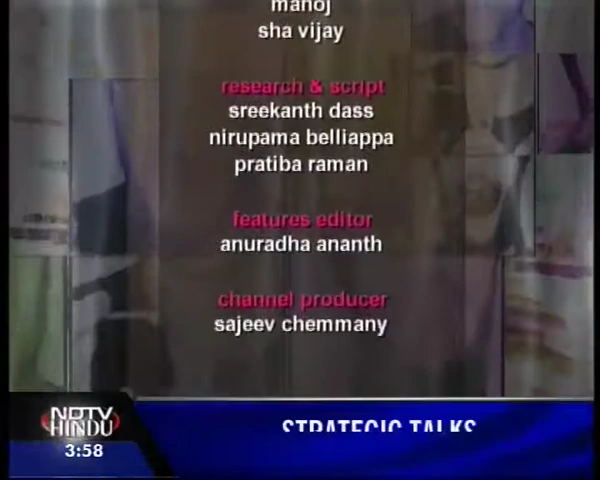 manoj
sha vijay
research & script
sreekanth dass
nirupama belliappa
pratiba raman
features editor
anuradha ananth
channel producer
sajeev chemmany
NDTV
HINDU
3:58
STRATEGIC TALKS